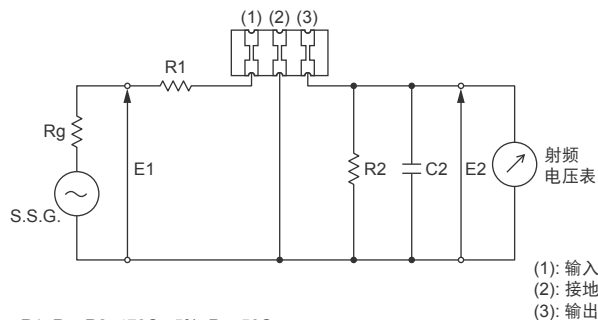 (1) (2) (3)
R1
Rg
E1
R2
C2
E2
射频
电压表
S.S.G.
(1): 输入
(2): 接地
(3): 输出